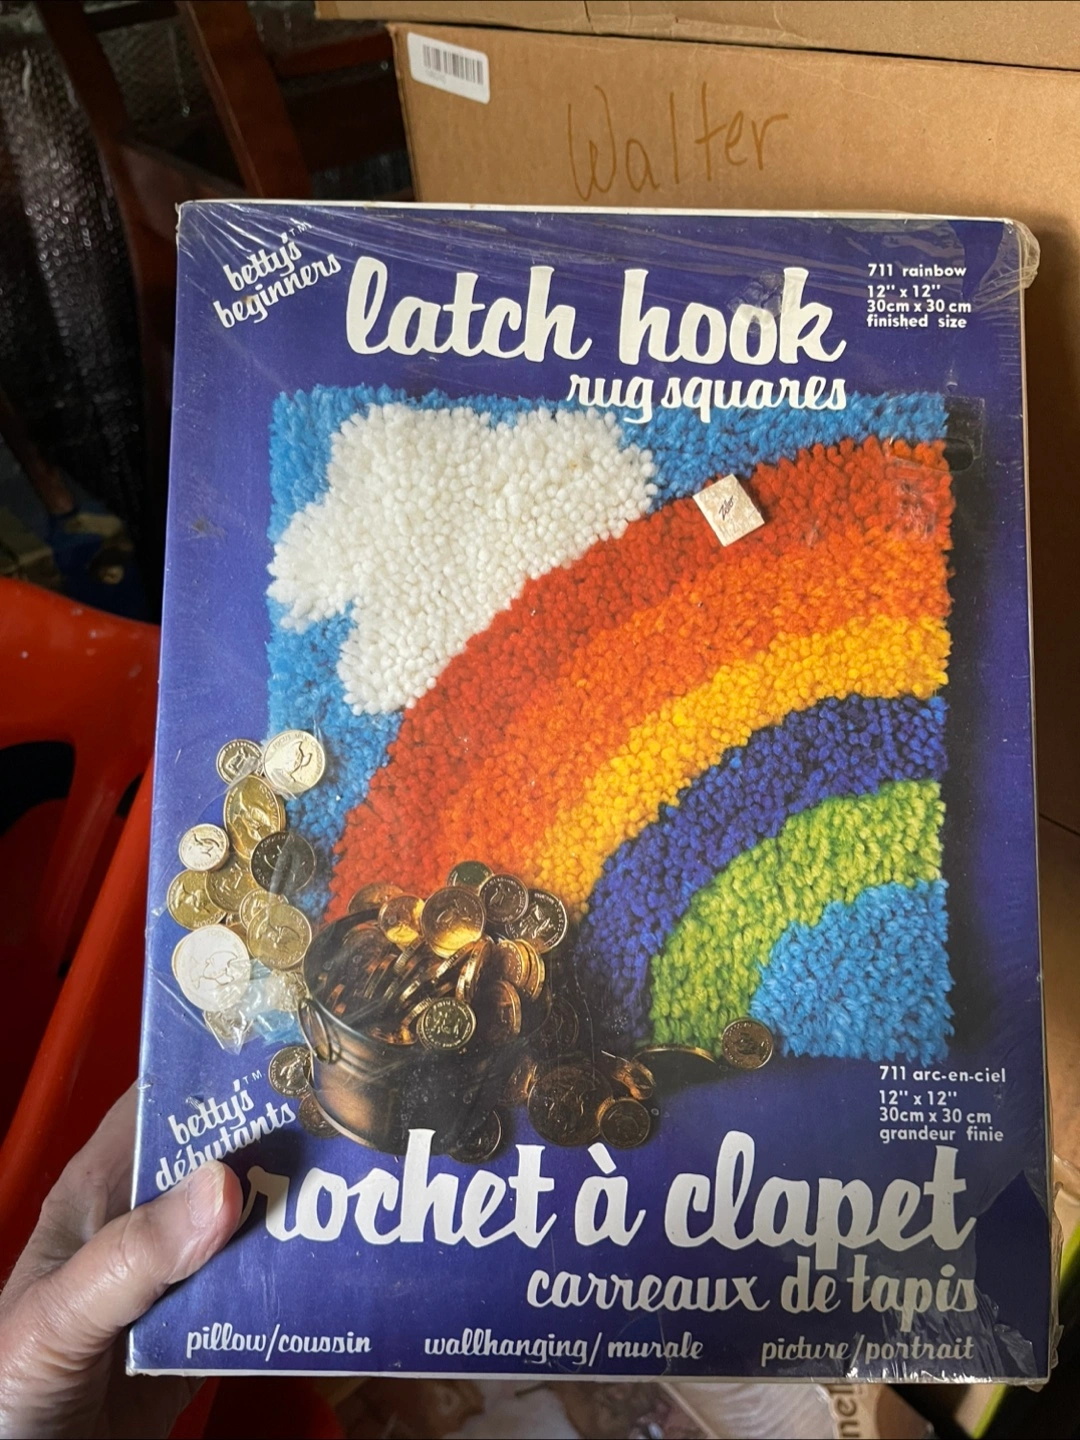 Walter
betty's TM
beginners
latch hook
rug squares
711 rainbow
12" x 12"
30cm x 30 cm
finished size
betty's T.M.
débutants
rochet à clapet
carreaux de tapis
711 arc-en-ciel
12" x 12"
30cm x 30 cm
grandeur finie
pillow/coussin wallhanging/murale picture/portrait